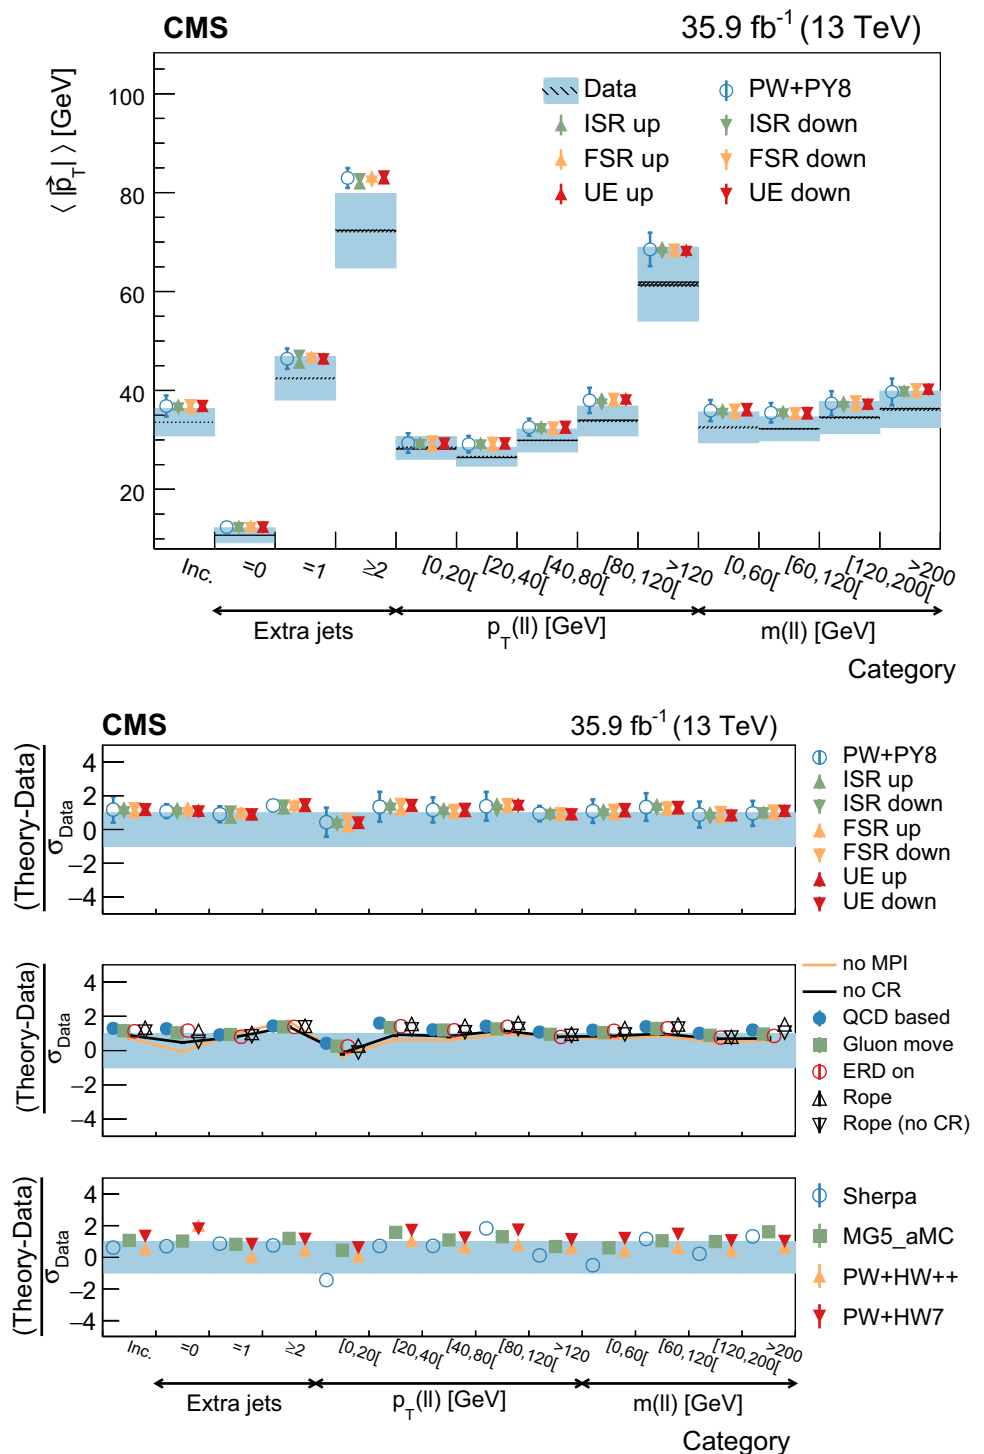 CMS 35.9 fb⁻¹ (13 TeV)
⟨ |p⃗_T| ⟩ [GeV]
100
80
60
40
20
Data PW+PY8
ISR up ISR down
FSR up FSR down
UE up UE down
Inc. =0 =1 ≥2 [0,20[ [20,40[ [40,80[ [80,120[ >120 [0,60[ [60,120[ [120,200[ >200
Extra jets p_T(ll) [GeV] m(ll) [GeV]
Category
CMS 35.9 fb⁻¹ (13 TeV)
(Theory-Data)
σ_Data
4
2
0
−2
−4
PW+PY8
ISR up
ISR down
FSR up
FSR down
UE up
UE down
(Theory-Data)
σ_Data
4
2
0
−2
−4
no MPI
no CR
QCD based
Gluon move
ERD on
Rope
Rope (no CR)
(Theory-Data)
σ_Data
4
2
0
−2
−4
Sherpa
MG5_aMC
PW+HW++
PW+HW7
Inc. =0 =1 ≥2 [0,20[ [20,40[ [40,80[ [80,120[ >120 [0,60[ [60,120[ [120,200[ >200
Extra jets p_T(ll) [GeV] m(ll) [GeV]
Category